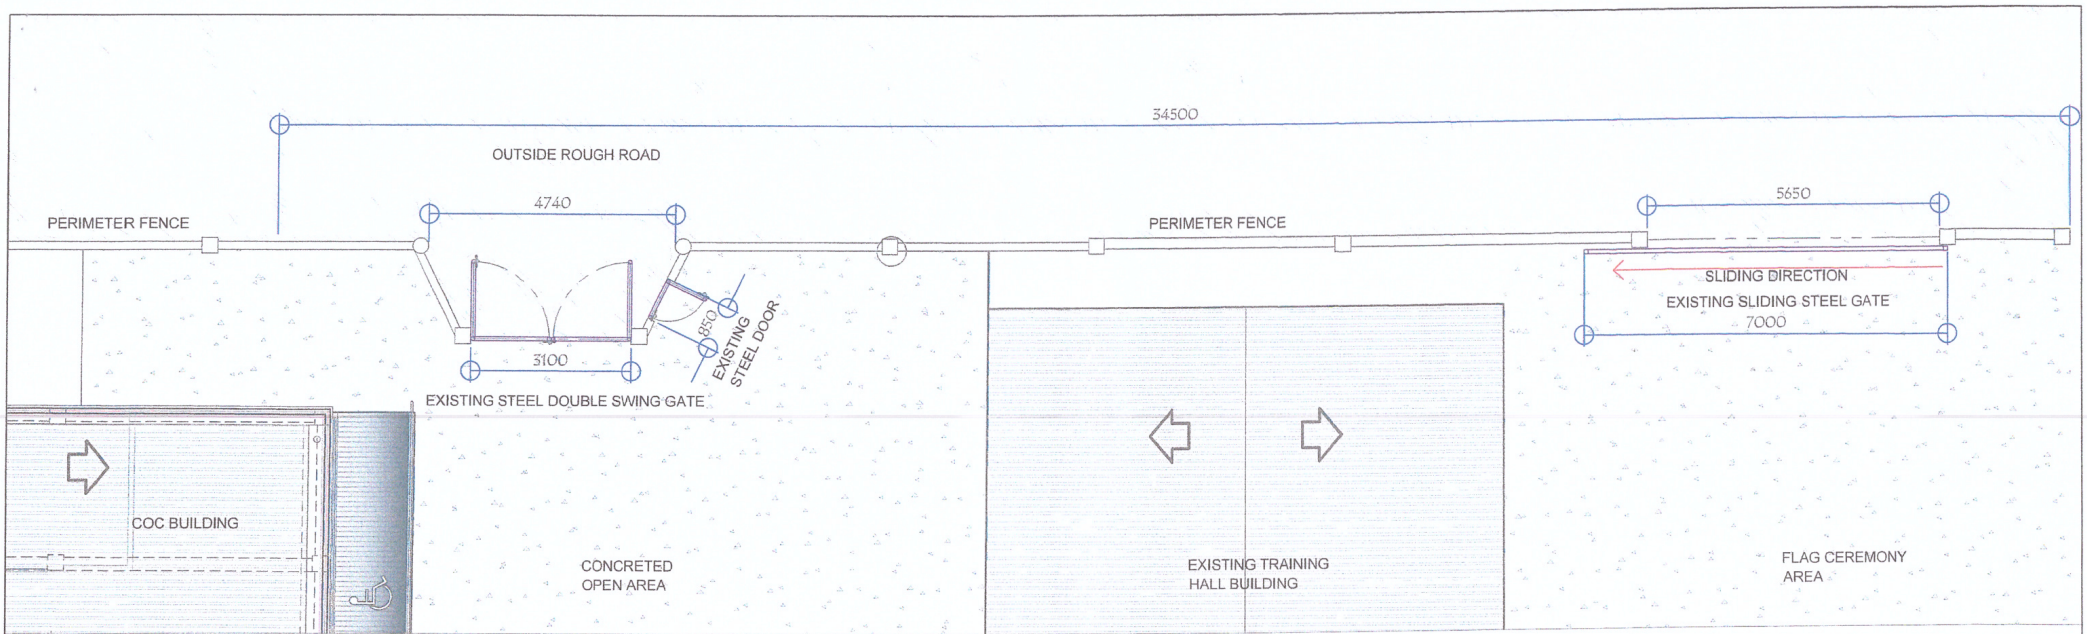 34500
OUTSIDE ROUGH ROAD
4740
5650
PERIMETER FENCE
PERIMETER FENCE
SLIDING DIRECTION
EXISTING SLIDING STEEL GATE
7000
850
EXISTING
STEEL DOOR
3100
EXISTING STEEL DOUBLE SWING GATE
COC BUILDING
CONCRETED
OPEN AREA
EXISTING TRAINING
HALL BUILDING
FLAG CEREMONY
AREA